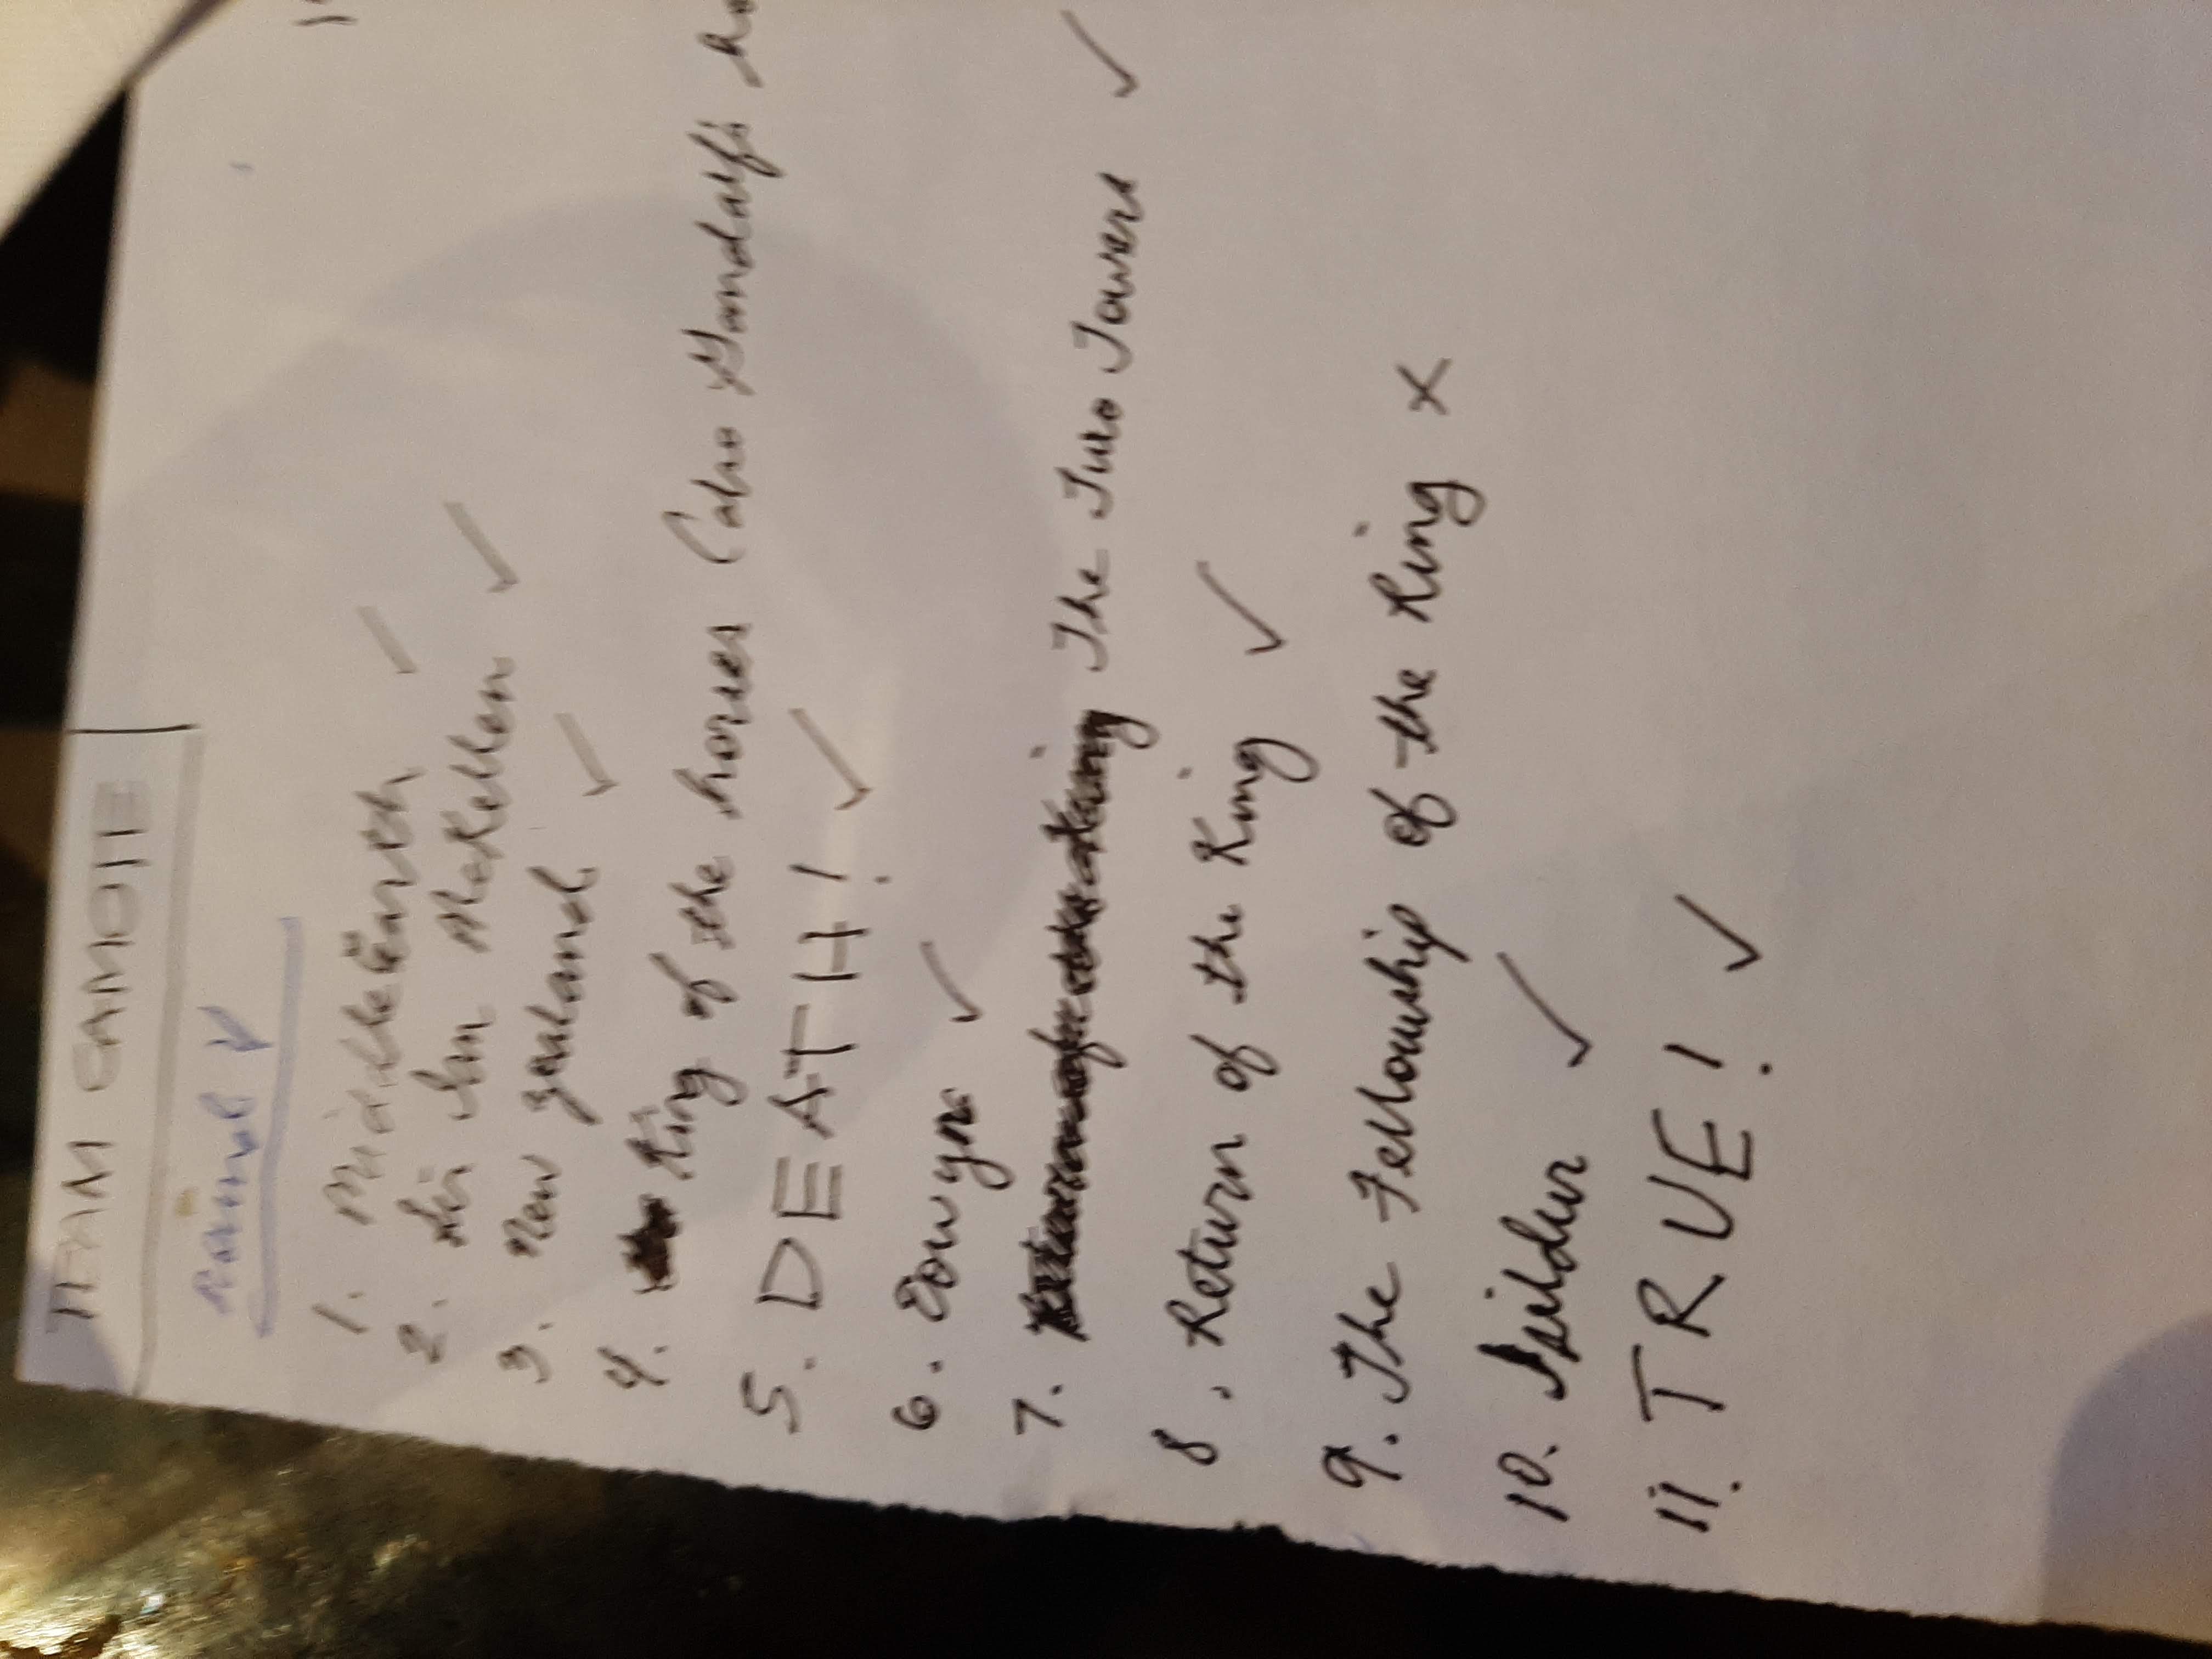 TEAM CAMOTE
Round V
1. Middle Earth ✓
2. Sir Ian McKellen ✓
3. New Zealand ✓
4. King of the horses (also Gandalf's ho
5. DEATH! ✓
6. Eowyn ✓
7. The Two Towers ✓
8. Return of the King ✓
9. The Fellowship of the Ring x
10. Isildur ✓
11. TRUE! ✓